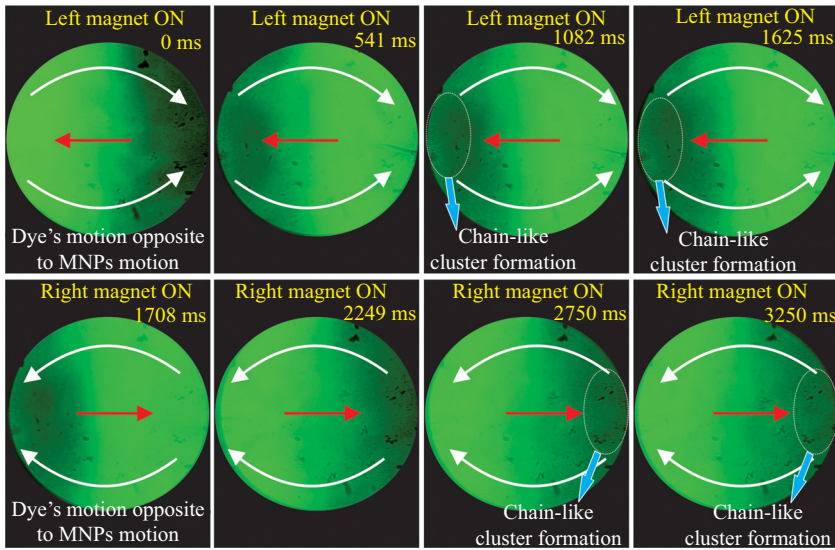 Left magnet ON
0 ms
Dye's motion opposite
to MNPs motion
Left magnet ON
541 ms
Left magnet ON
1082 ms
Chain-like
cluster formation
Left magnet ON
1625 ms
Chain-like
cluster formation
Right magnet ON
1708 ms
Dye's motion opposite
to MNPs motion
Right magnet ON
2249 ms
Right magnet ON
2750 ms
Chain-like
cluster formation
Right magnet ON
3250 ms
Chain-like
cluster formation